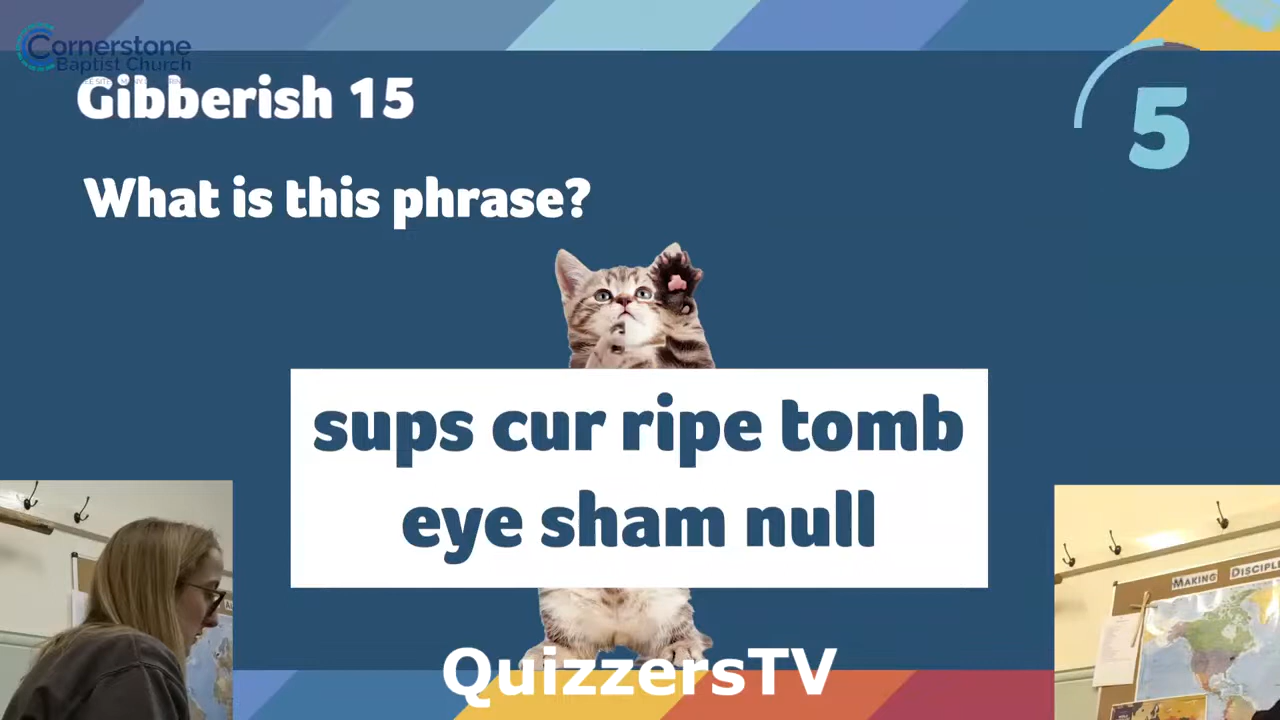 Cornerstone
Baptist Church
Gibberish 15
5
What is this phrase?
sups cur ripe tomb
eye sham null
MAKING DISCIPLE
QuizzersTV